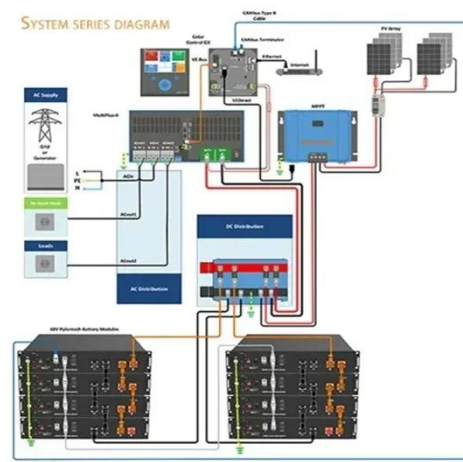 SYSTEM SERIES DIAGRAM
CANbus Type B
Cable
Color
Control GX
CANbus Terminator
PV Array
VE Bus
Ethernet
Internet
AC Supply
MultiPlus-II
VE Direct
MPPT
Grid
or
Generator
L
PE
N
ACin
ACout1
Loads
DC Distribution
ACout2
AC Distribution
48V Pylontech Battery Modules